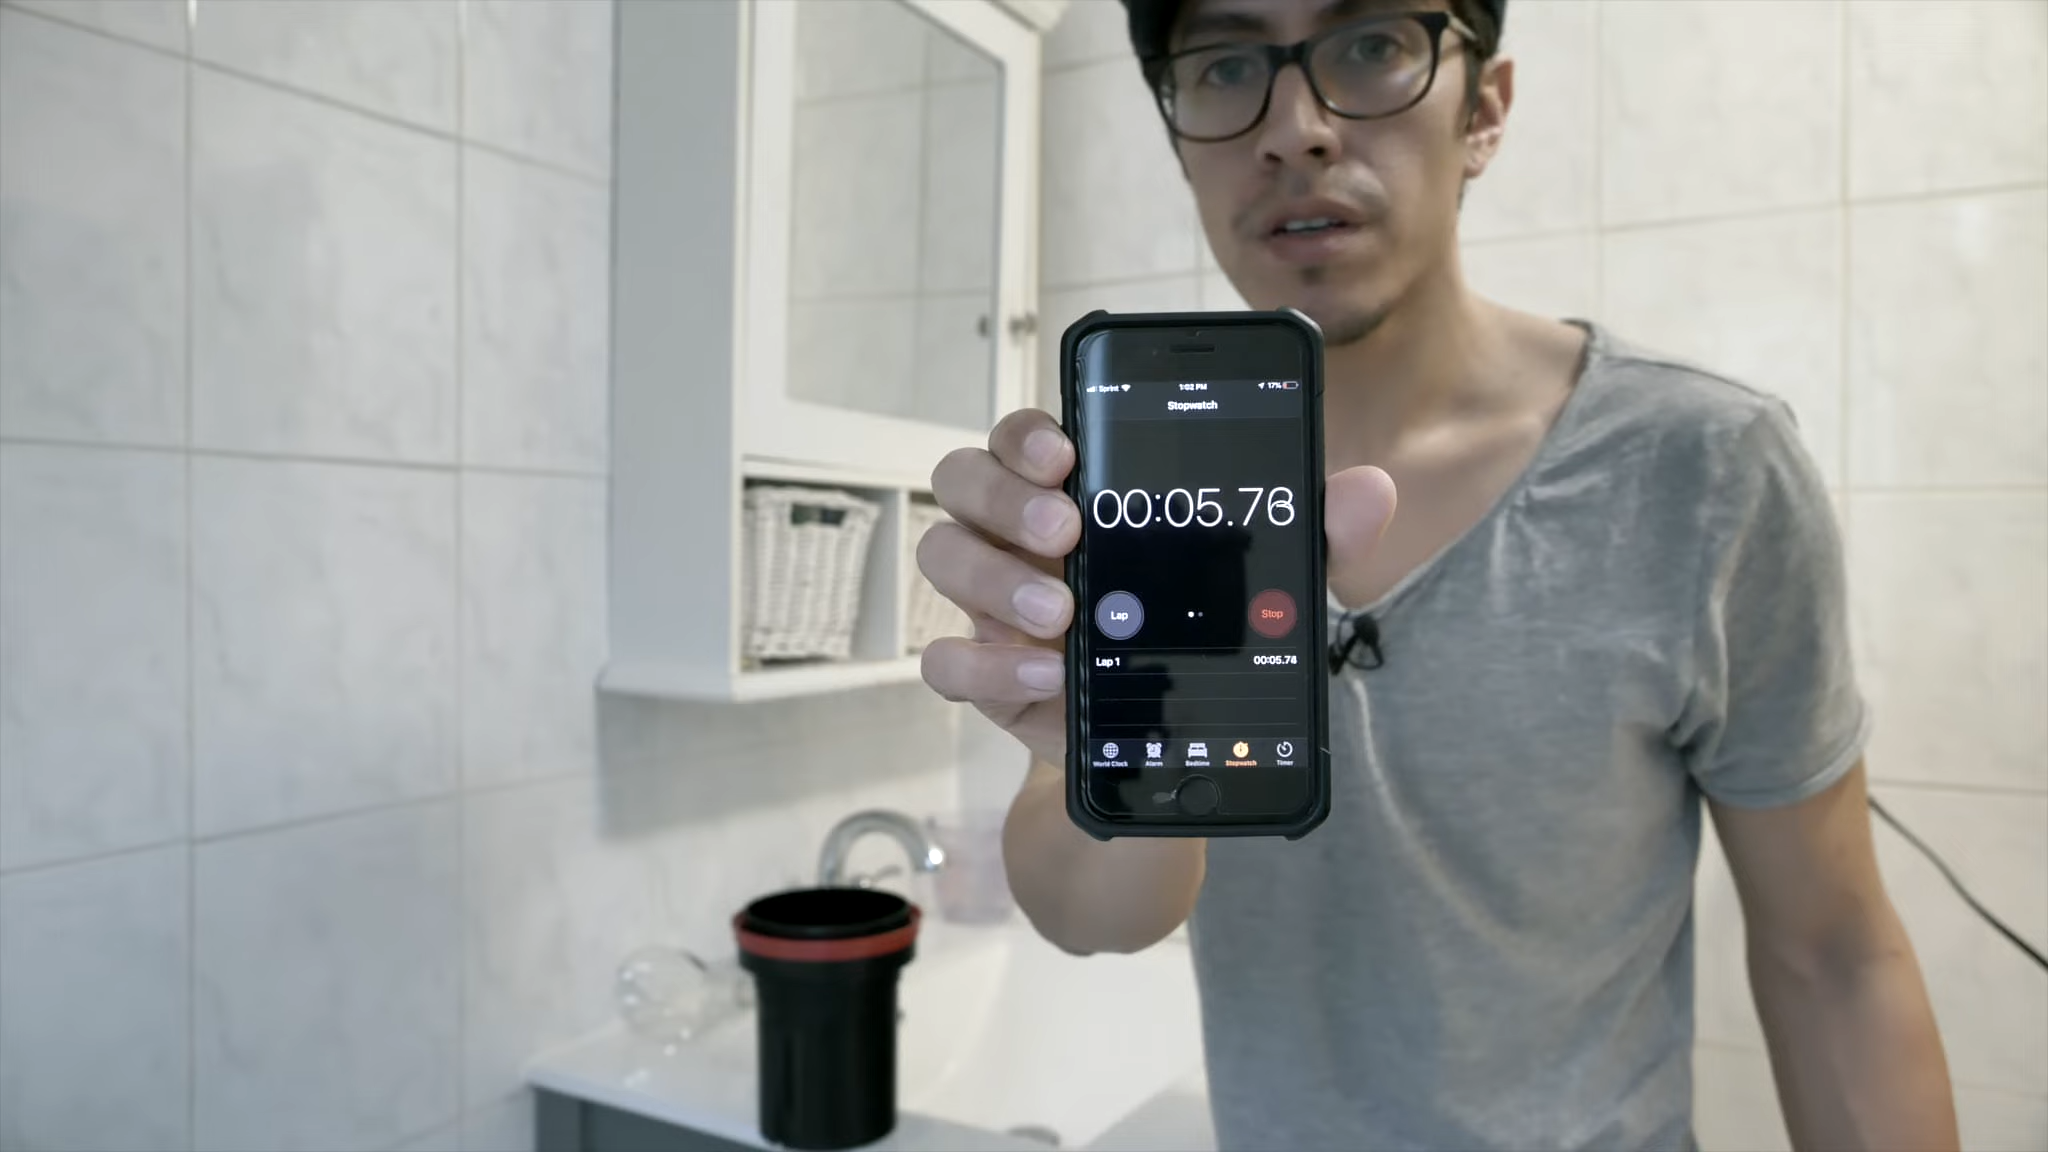 Sprint 1:02 PM 17%
Stopwatch
00:05.76
Lap Stop
Lap 1 00:05.74
World Clock Alarm Bedtime Stopwatch Timer